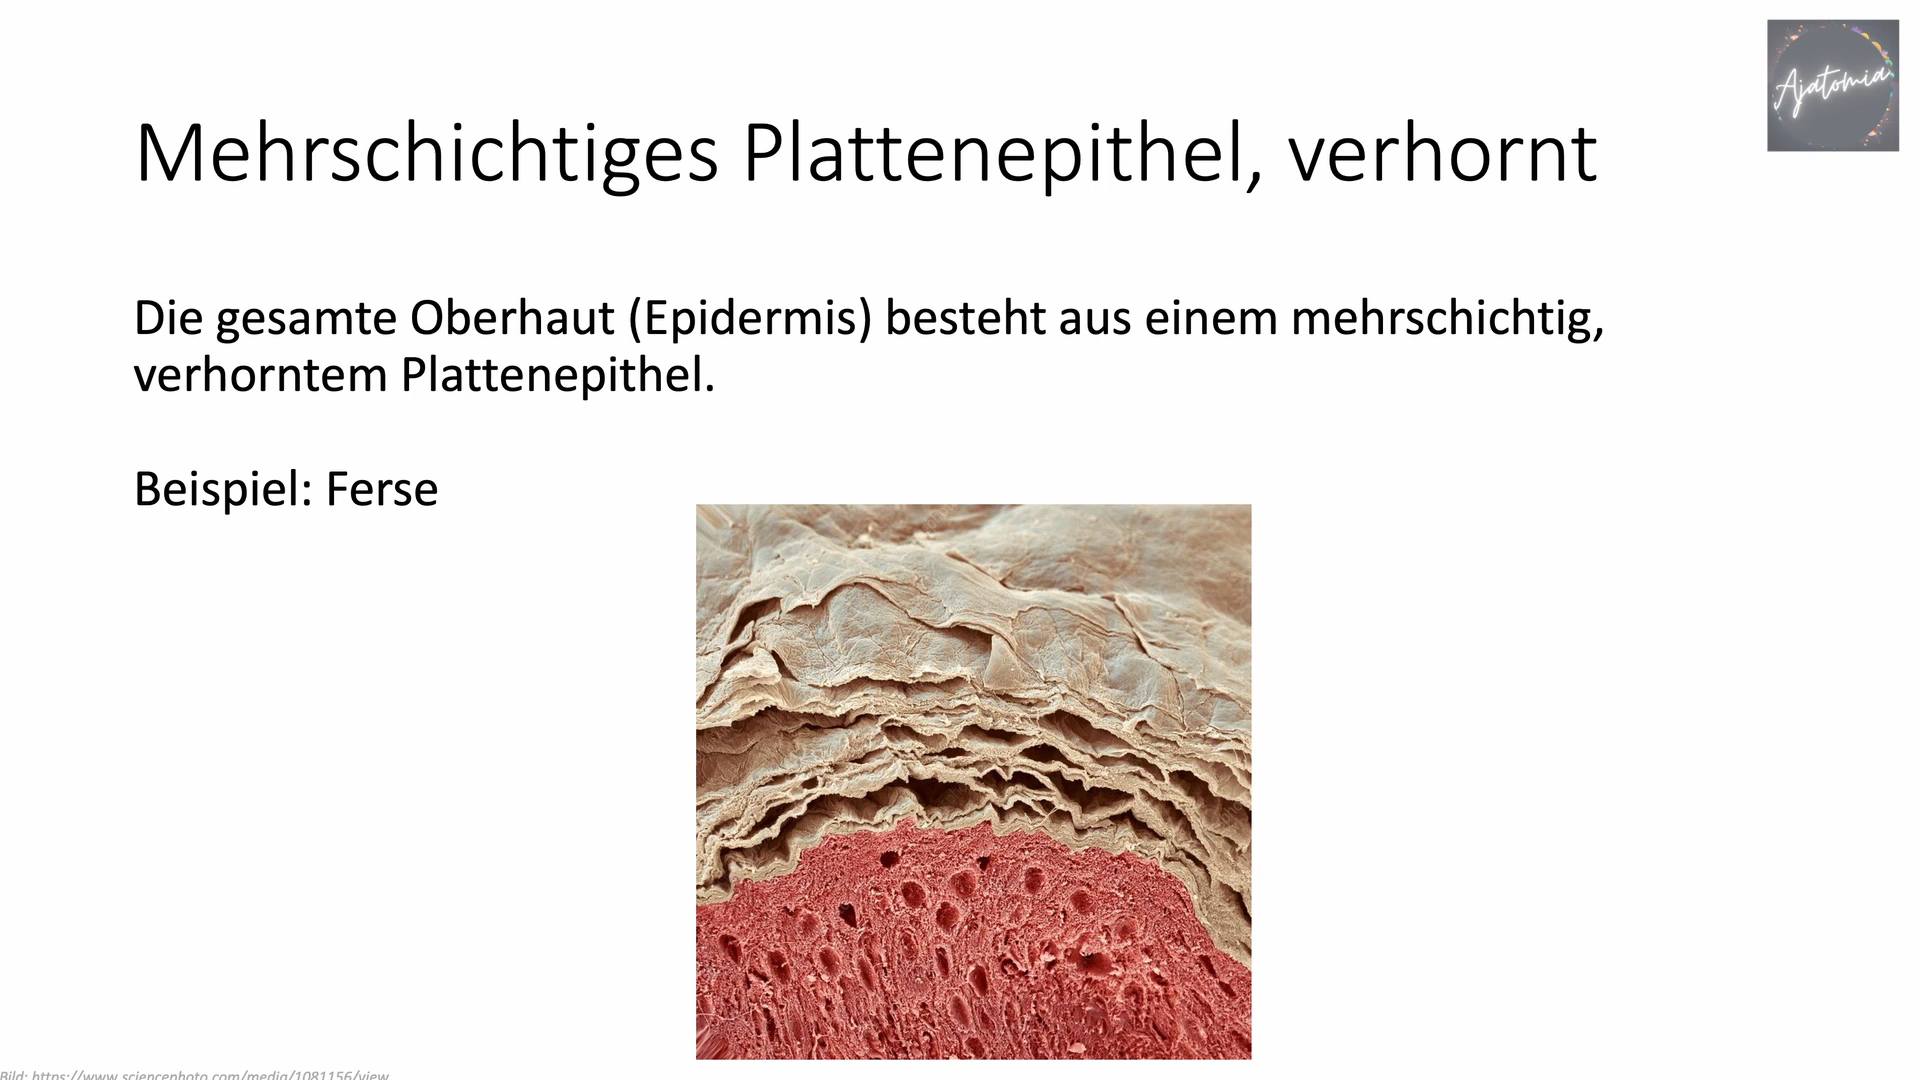 Ajatomia
Mehrschichtiges Plattenepithel, verhornt
Die gesamte Oberhaut (Epidermis) besteht aus einem mehrschichtig,
verhorntem Plattenepithel.
Beispiel: Ferse
Bild: https://www.sciencephoto.com/media/1081156/view